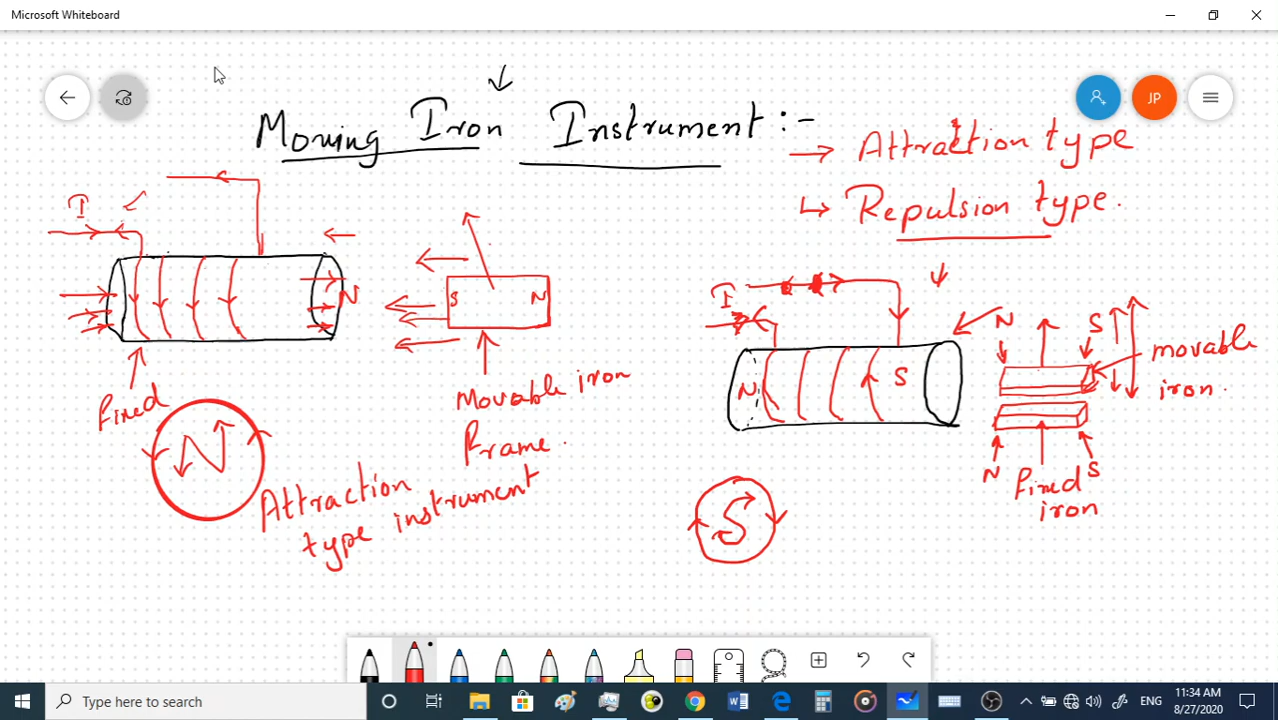 Microsoft Whiteboard
JP
Moving Iron Instrument :-
→ Attraction type
↳ Repulsion type.
I
N
S N
fixed
Movable iron
frame.
N
Attraction
type instrument
I
N S
N S
movable
iron.
N S
fixed
iron
S
Type here to search
ENG
11:34 AM
8/27/2020